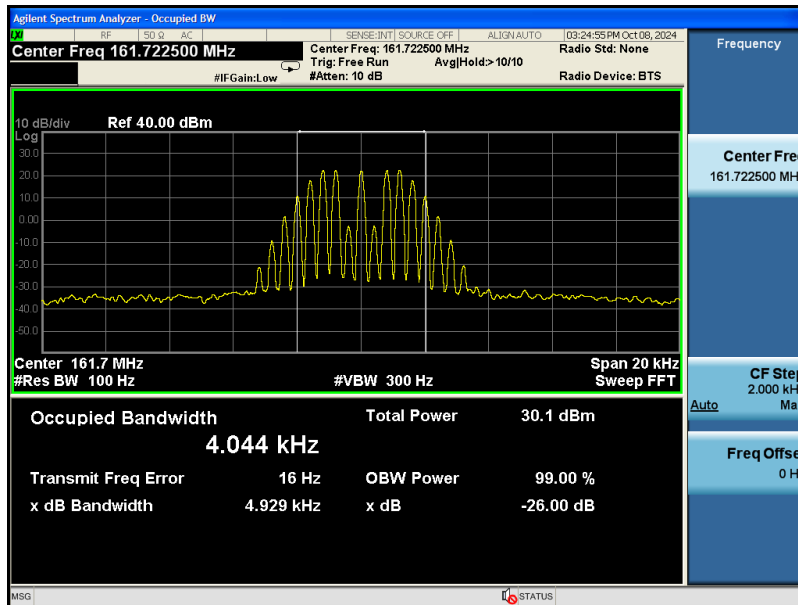 Agilent Spectrum Analyzer - Occupied BW
LXI RF 50 Ω AC SENSE:INT SOURCE OFF ALIGN AUTO 03:24:55 PM Oct 08, 2024
Center Freq 161.722500 MHz
Center Freq: 161.722500 MHz Radio Std: None
Trig: Free Run Avg|Hold:> 10/10
#IFGain:Low #Atten: 10 dB Radio Device: BTS
10 dB/div Ref 40.00 dBm
Log
30.0
20.0
10.0
0.00
-10.0
-20.0
-30.0
-40.0
-50.0
Center 161.7 MHz Span 20 kHz
#Res BW 100 Hz #VBW 300 Hz Sweep FFT
Occupied Bandwidth Total Power 30.1 dBm
4.044 kHz
Transmit Freq Error 16 Hz OBW Power 99.00 %
x dB Bandwidth 4.929 kHz x dB -26.00 dB
MSG STATUS
Frequency
Center Fre
161.722500 MH
CF Step
2.000 kH
Auto Ma
Freq Offse
0 H